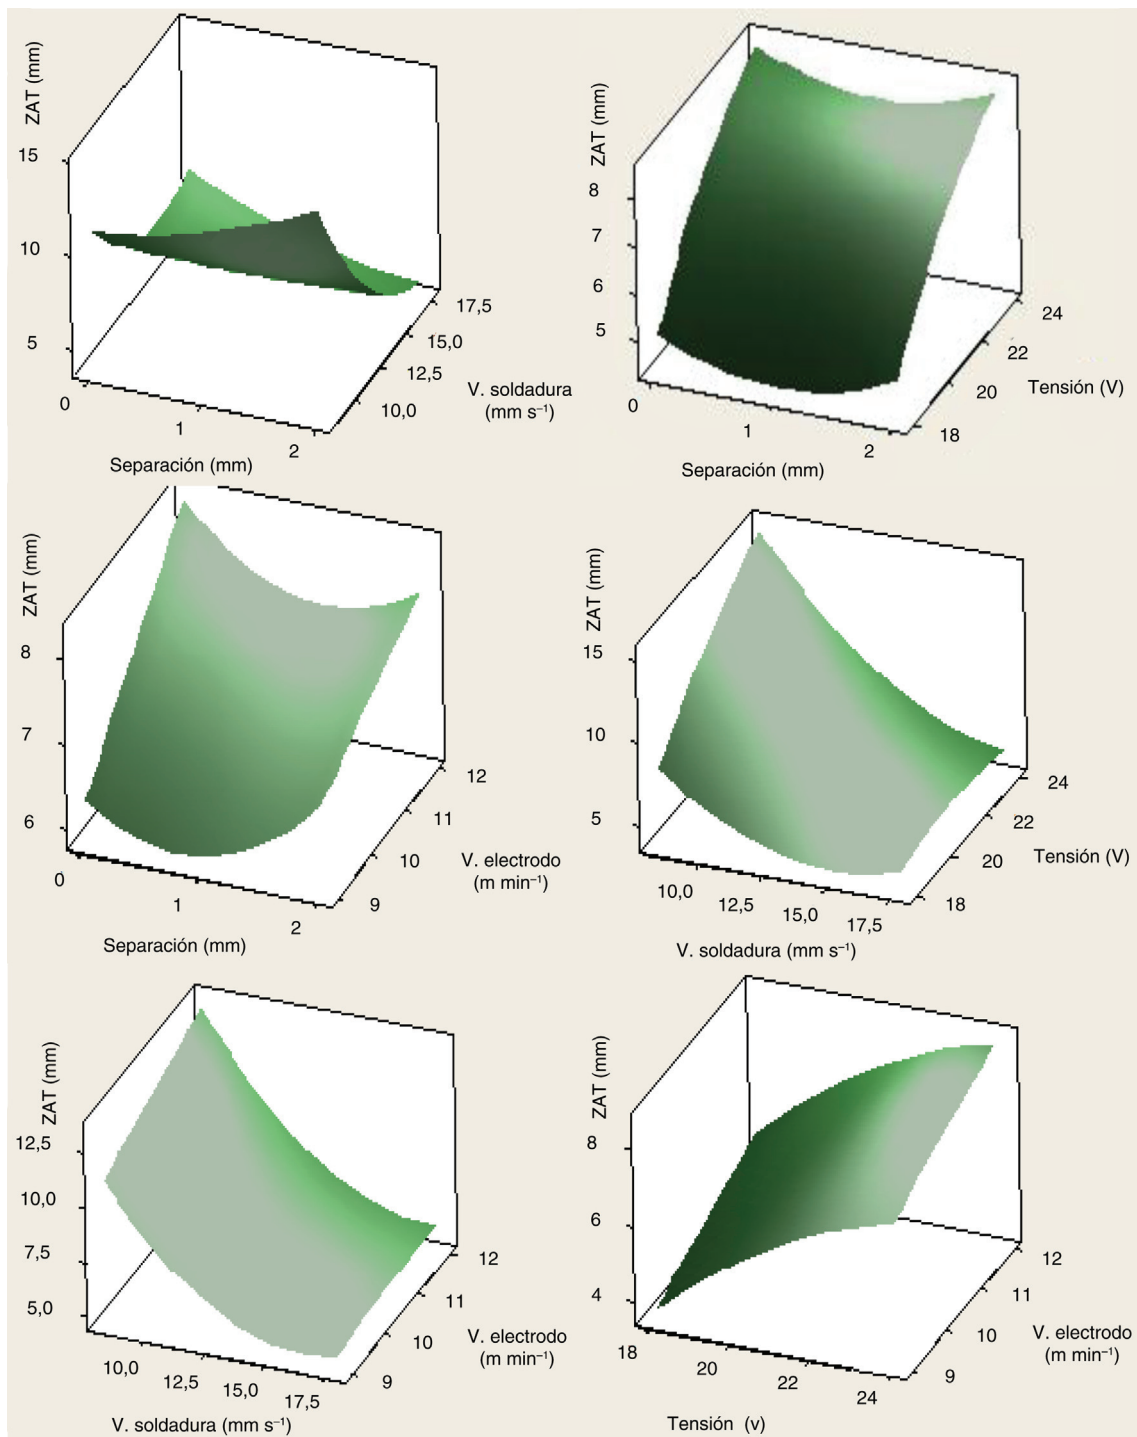 ZAT (mm)
15
10
5
0
1
2
Separación (mm)
10,0
12,5
15,0
17,5
V. soldadura
(mm s⁻¹)
ZAT (mm)
8
7
6
5
0
1
2
Separación (mm)
18
20
22
24
Tensión (V)
ZAT (mm)
8
7
6
0
1
2
Separación (mm)
9
10
11
12
V. electrodo
(m min⁻¹)
ZAT (mm)
15
10
5
10,0
12,5
15,0
17,5
V. soldadura (mm s⁻¹)
18
20
22
24
Tensión (V)
ZAT (mm)
12,5
10,0
7,5
5,0
10,0
12,5
15,0
17,5
V. soldadura (mm s⁻¹)
9
10
11
12
V. electrodo
(m min⁻¹)
ZAT (mm)
8
6
4
18
20
22
24
Tensión (v)
9
10
11
12
V. electrodo
(m min⁻¹)